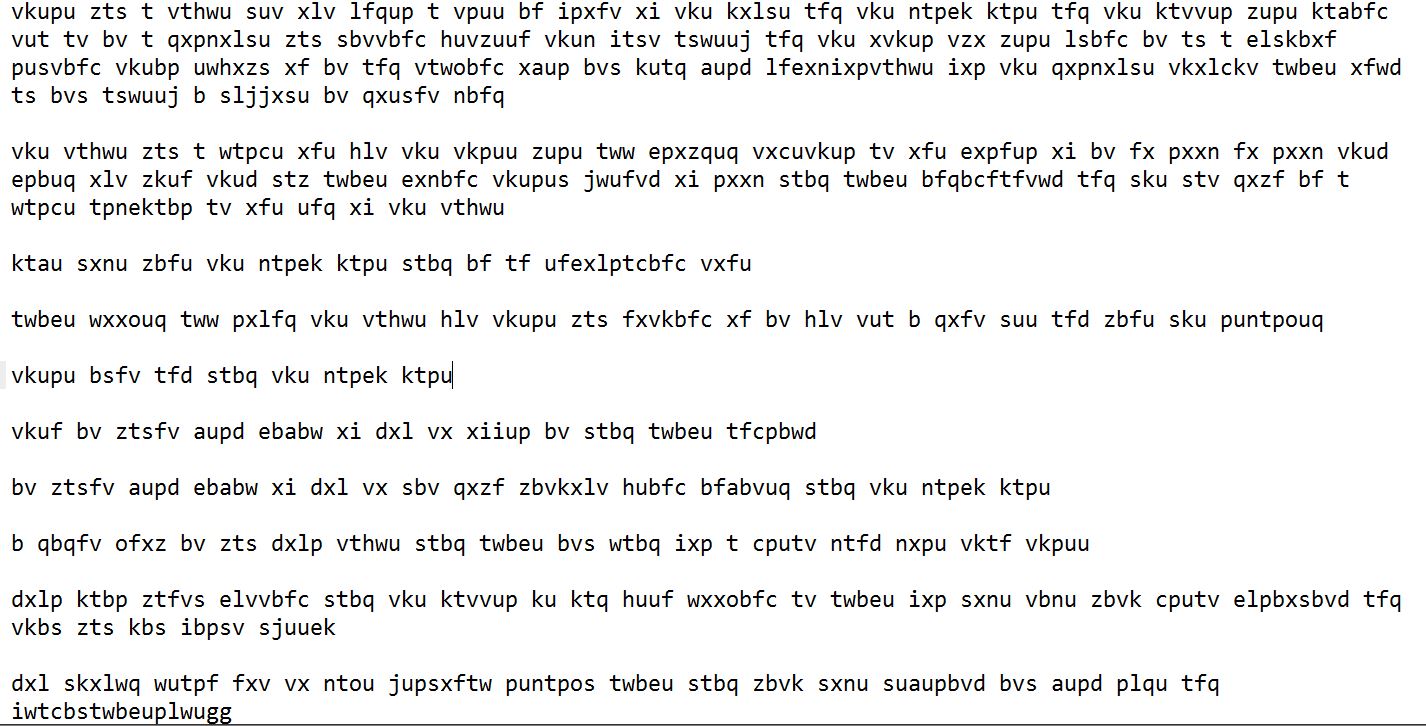 vkupu zts t vthwu suv xlv lfqup t vpuu bf ipxfv xi vku kxlsu tfq vku ntpek ktpu tfq vku ktvvup zupu ktabfc
vut tv bv t qxpnxlsu zts sbvvbfc huvzuuf vkun itsv tswuuj tfq vku xvkup vzx zupu lsbfc bv ts t elskbxf
pusvbfc vkubp uwhxzs xf bv tfq vtwobfc xaup bvs kutq aupd lfexnixpvthwu ixp vku qxpnxlsu vkxlckv twbeu xfwd
ts bvs tswuuj b sljjxsu bv qxusfv nbfq
vku vthwu zts t wtpcu xfu hlv vku vkpuu zupu tww epxzquq vxcuvkup tv xfu expfup xi bv fx pxxn fx pxxn vkud
epbuq xlv zkuf vkud stz twbeu exnbfc vkupus jwufvd xi pxxn stbq twbeu bfqbcftfvwd tfq sku stv qxzf bf t
wtpcu tpnektbp tv xfu ufq xi vku vthwu
ktau sxnu zbfu vku ntpek ktpu stbq bf tf ufexlptcbfc vxfu
twbeu wxxouq tww pxlfq vku vthwu hlv vkupu zts fxvkbfc xf bv hlv vut b qxfv suu tfd zbfu sku puntpouq
vkupu bsfv tfd stbq vku ntpek ktpu
vkuf bv ztsfv aupd ebabw xi dxl vx xiiup bv stbq twbeu tfcpbwd
bv ztsfv aupd ebabw xi dxl vx sbv qxzf zbvkxlv hubfc bfabvuq stbq vku ntpek ktpu
b qbqfv ofxz bv zts dxlp vthwu stbq twbeu bvs wtbq ixp t cputv ntfd nxpu vktf vkpuu
dxlp ktbp ztfvs elvvbfc stbq vku ktvvup ku ktq huuf wxxobfc tv twbeu ixp sxnu vbnu zbvk cputv elpbxsbvd tfq
vkbs zts kbs ibpsv sjuuek
dxl skxlwq wutpf fxv vx ntou jupsxftw puntpos twbeu stbq zbvk sxnu suaupbvd bvs aupd plqu tfq
iwtcbstwbeuplwugg